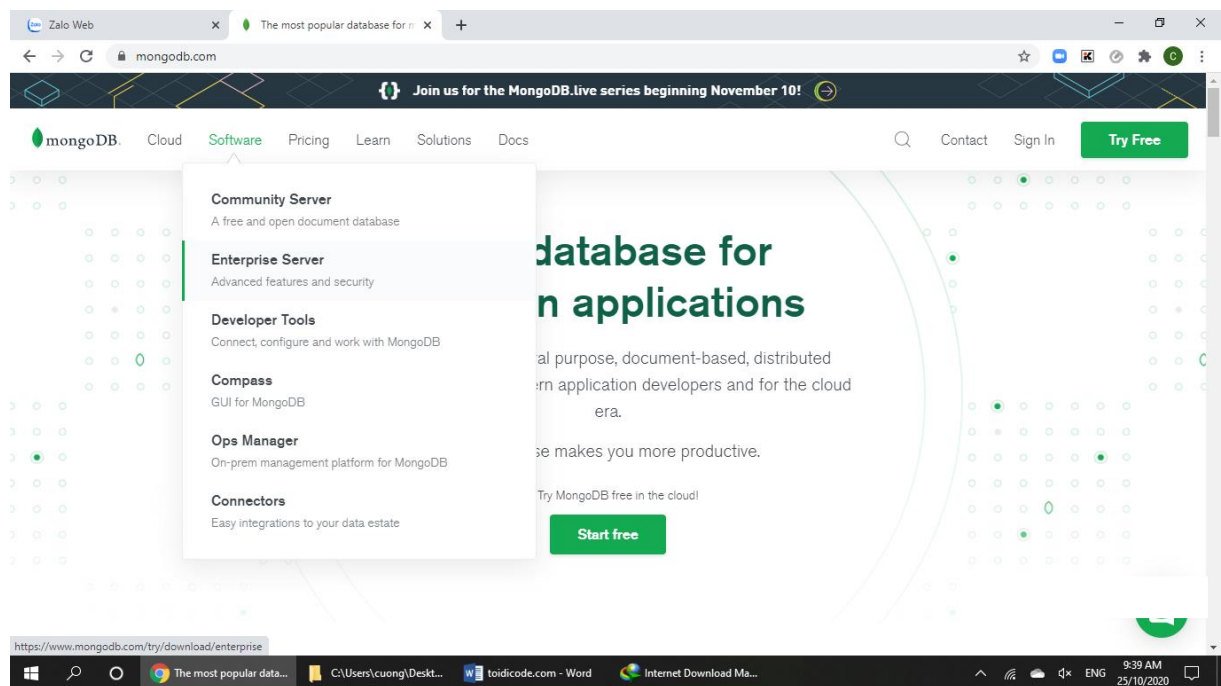 Zalo Web
The most popular database for m
mongodb.com
Join us for the MongoDB.live series beginning November 10!
mongoDB. Cloud Software Pricing Learn Solutions Docs Contact Sign In Try Free
Community Server
A free and open document database
Enterprise Server
Advanced features and security
Developer Tools
Connect, configure and work with MongoDB
Compass
GUI for MongoDB
Ops Manager
On-prem management platform for MongoDB
Connectors
Easy integrations to your data estate
database for
n applications
al purpose, document-based, distributed
ern application developers and for the cloud
era.
se makes you more productive.
Try MongoDB free in the cloud!
Start free
https://www.mongodb.com/try/download/enterprise
The most popular data... C:\Users\cuong\Deskt... toidicode.com - Word Internet Download Ma... ENG 9:39 AM
25/10/2020